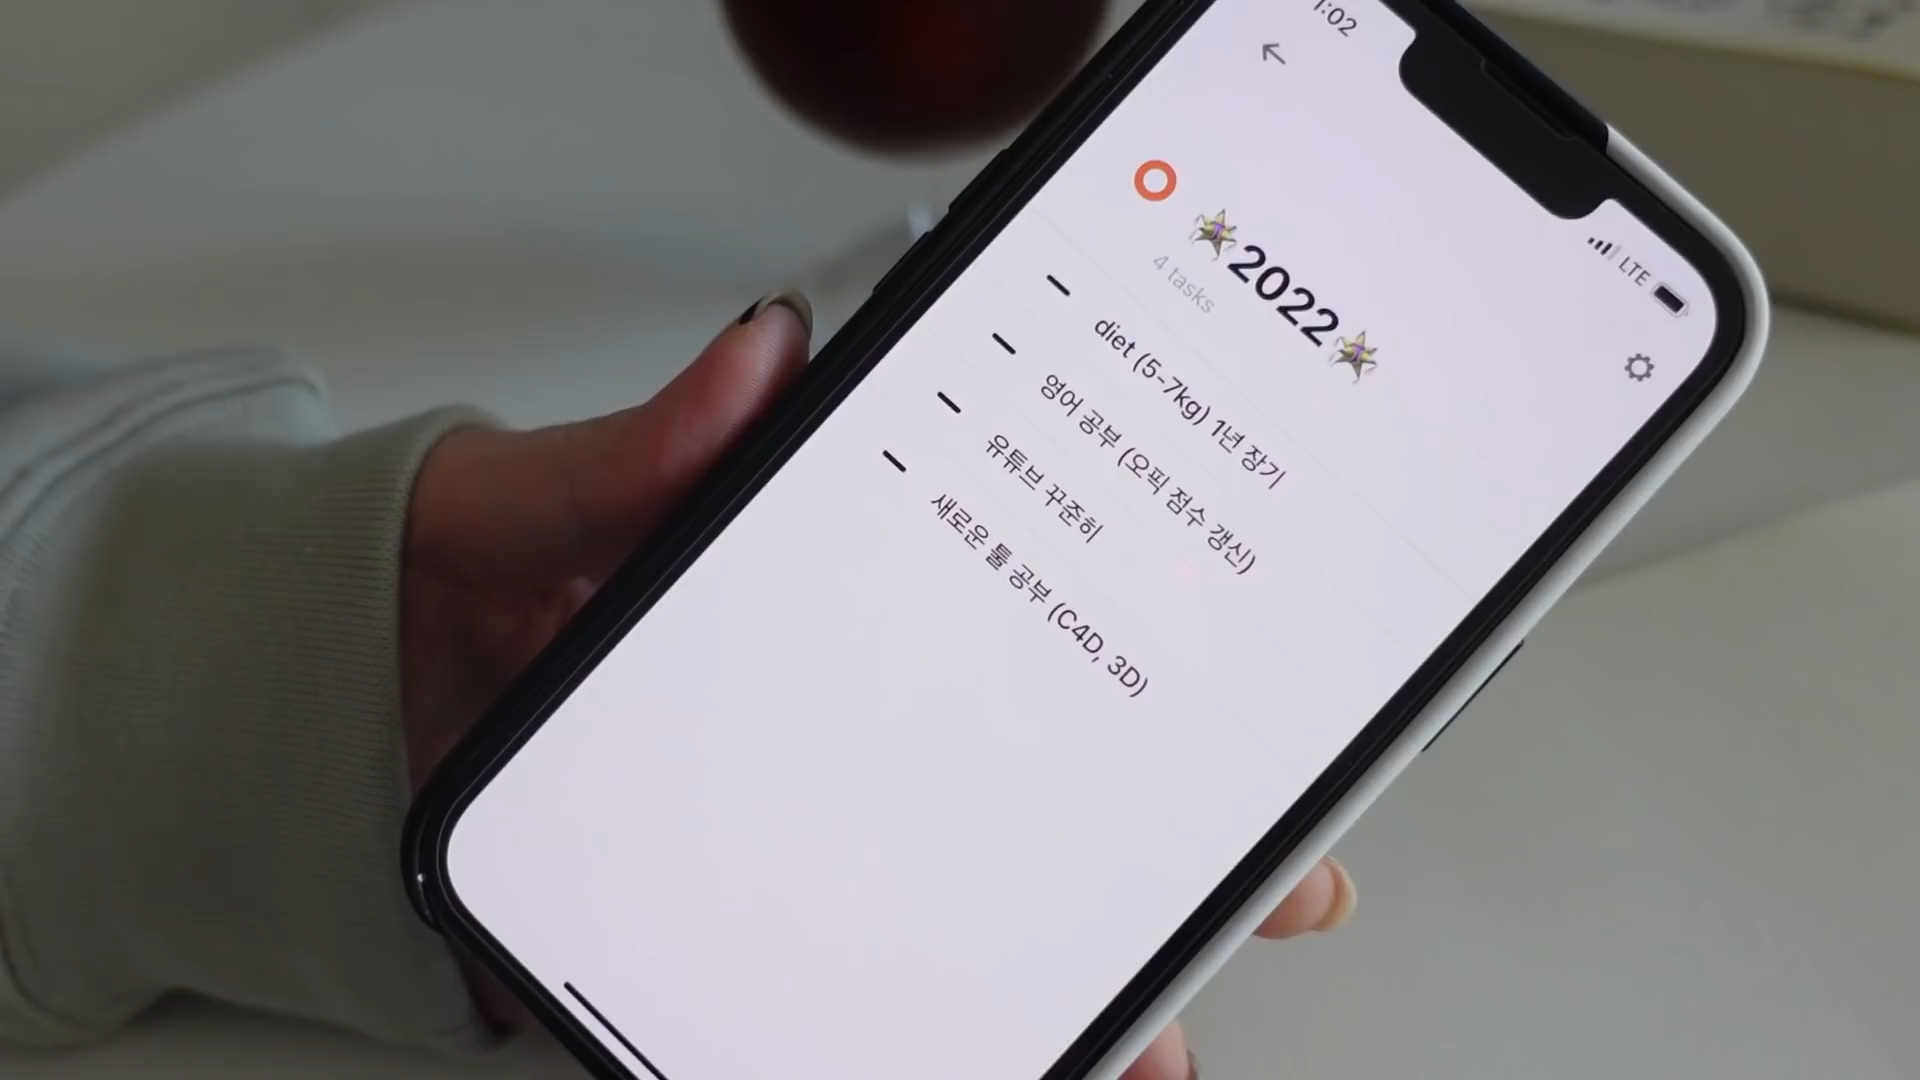 1:02
LTE
2022
4 tasks
diet (5-7kg) 1년 장기
영어 공부 (오픽 점수 갱신)
유튜브 꾸준히
새로운 툴 공부 (C4D, 3D)